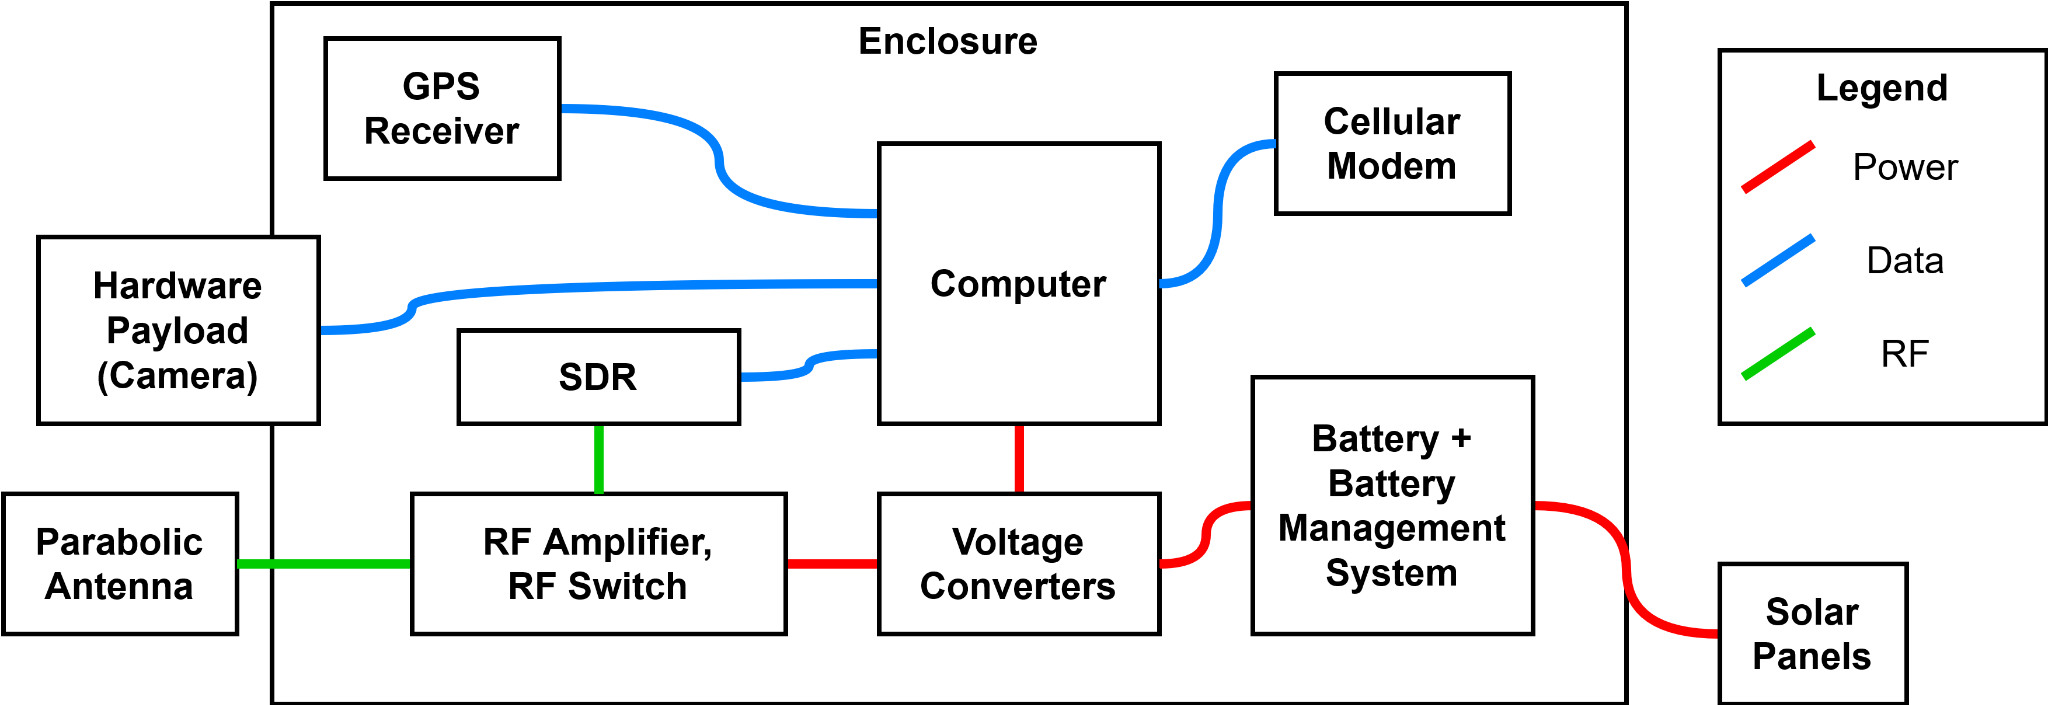 Enclosure
GPS
Receiver
Cellular
Modem
Legend
Power
Data
RF
Hardware
Payload
(Camera)
Computer
SDR
Battery +
Battery
Management
System
Parabolic
Antenna
RF Amplifier,
RF Switch
Voltage
Converters
Solar
Panels